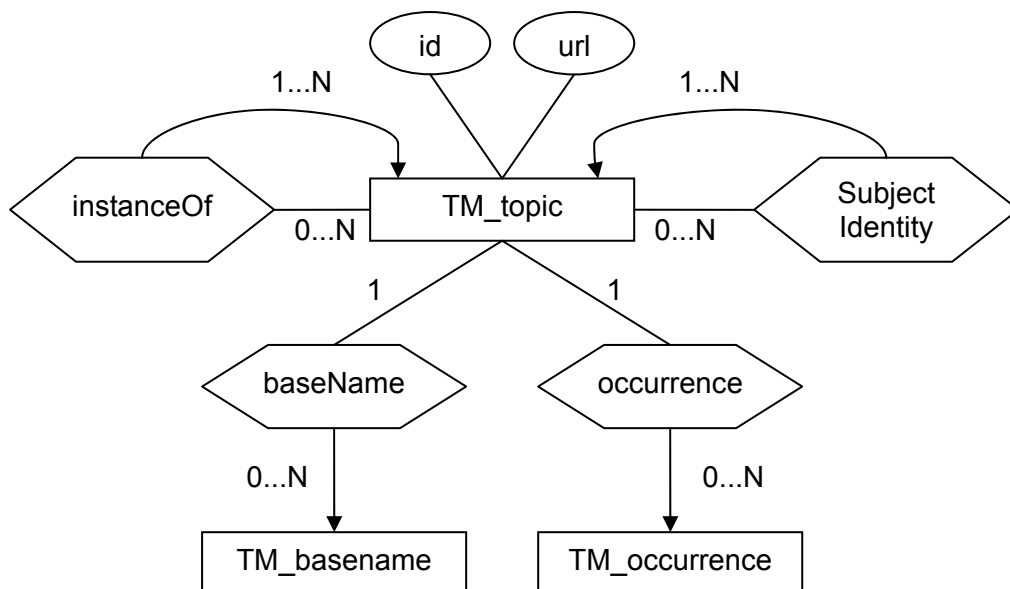 id
url
1...N
1...N
instanceOf
TM_topic
Subject
Identity
0...N
0...N
1
1
baseName
occurrence
0...N
0...N
TM_basename
TM_occurrence